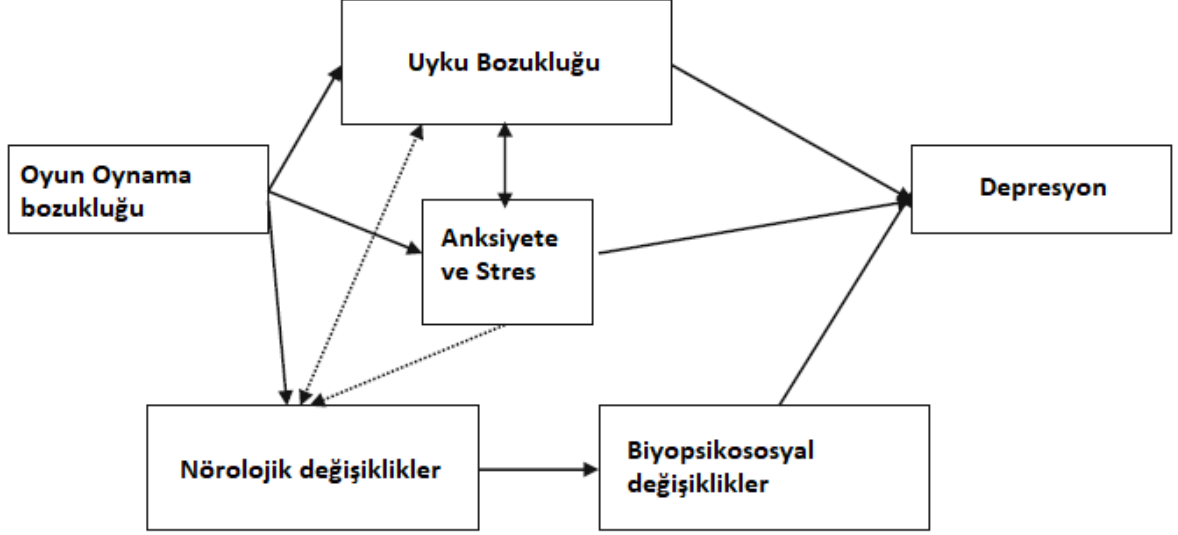 Uyku Bozukluğu
Oyun Oynama
bozukluğu
Depresyon
Anksiyete
ve Stres
Nörolojik değişiklikler
Biyopsikososyal
değişiklikler